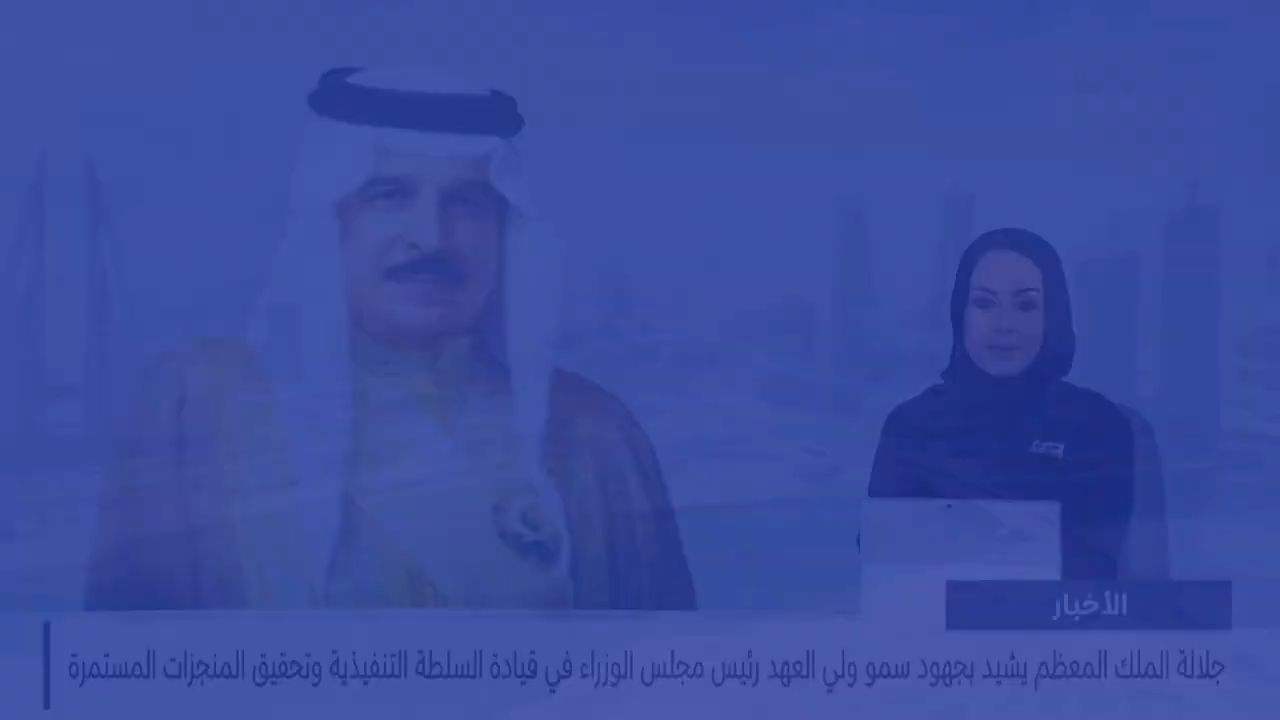 الأخبار
جلالة الملك المعظم يشيد بجهود سمو ولي العهد رئيس مجلس الوزراء في قيادة السلطة التنفيذية وتحقيق المنجزات المستمرة